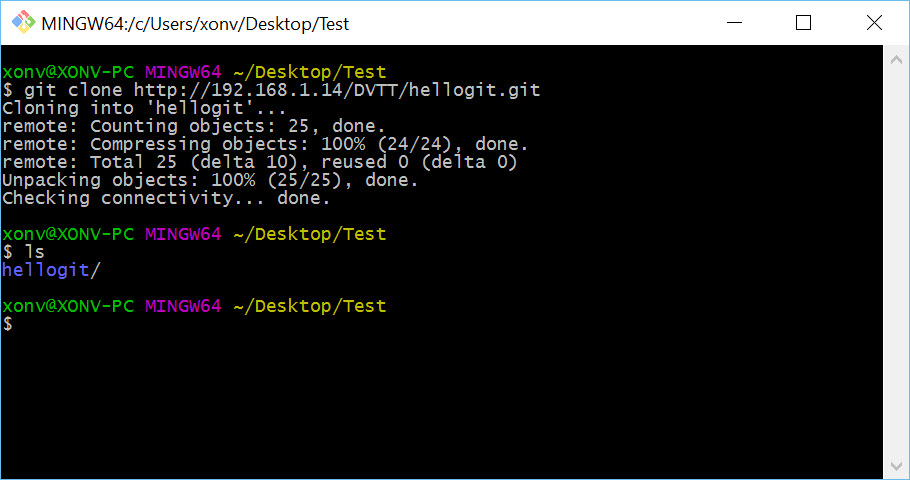 MINGW64:/c/Users/xonv/Desktop/Test
xonv@XONV-PC MINGW64 ~/Desktop/Test
$ git clone http://192.168.1.14/DVTT/hellogit.git
Cloning into 'hellogit'...
remote: Counting objects: 25, done.
remote: Compressing objects: 100% (24/24), done.
remote: Total 25 (delta 10), reused 0 (delta 0)
Unpacking objects: 100% (25/25), done.
Checking connectivity... done.
xonv@XONV-PC MINGW64 ~/Desktop/Test
$ ls
hellogit/
xonv@XONV-PC MINGW64 ~/Desktop/Test
$